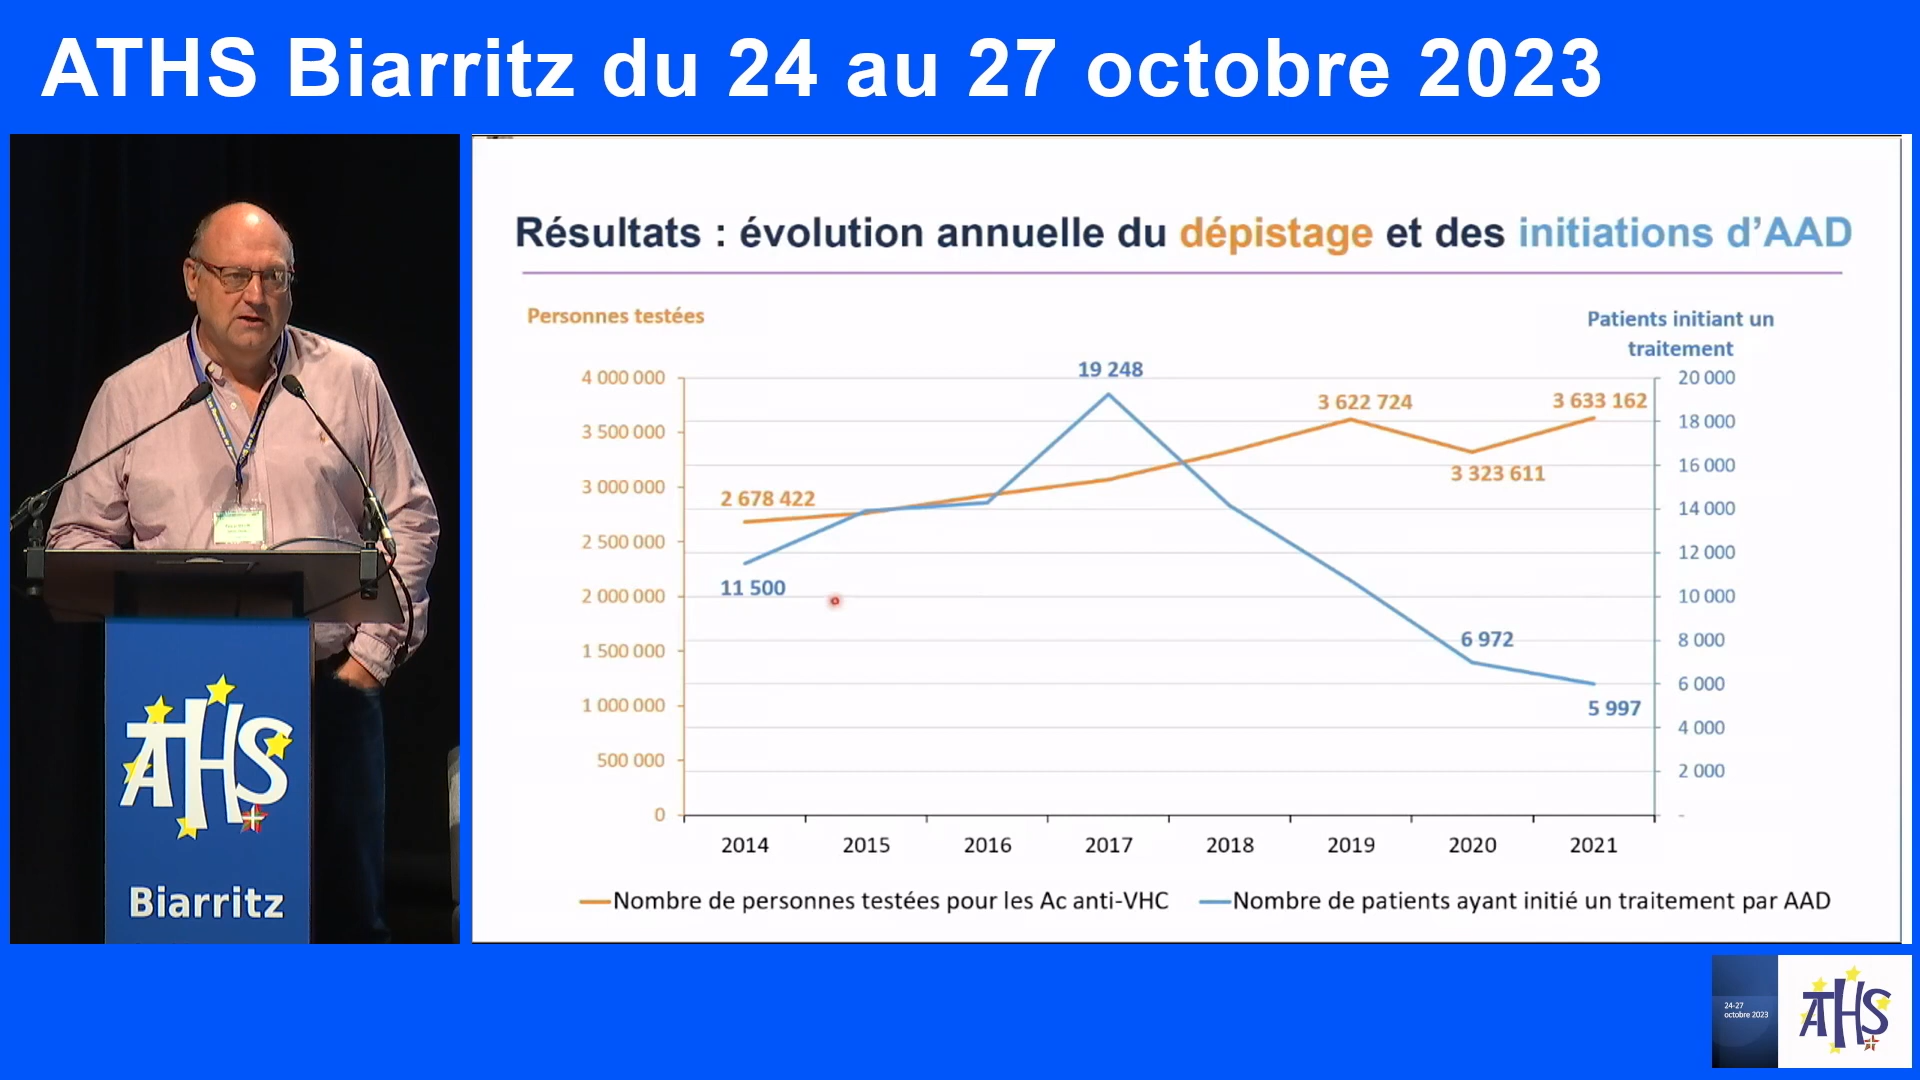 ATHS Biarritz du 24 au 27 octobre 2023
Résultats : évolution annuelle du dépistage et des initiations d'AAD
Personnes testées
Patients initiant un
traitement
4 000 000
3 500 000
3 000 000
2 500 000
2 000 000
1 500 000
1 000 000
500 000
0
20 000
18 000
16 000
14 000
12 000
10 000
8 000
6 000
4 000
2 000
-
2 678 422
3 622 724
3 323 611
3 633 162
11 500
19 248
6 972
5 997
2014
2015
2016
2017
2018
2019
2020
2021
Nombre de personnes testées pour les Ac anti-VHC
Nombre de patients ayant initié un traitement par AAD
ATHS
Biarritz
24-27
octobre 2023
ATHS